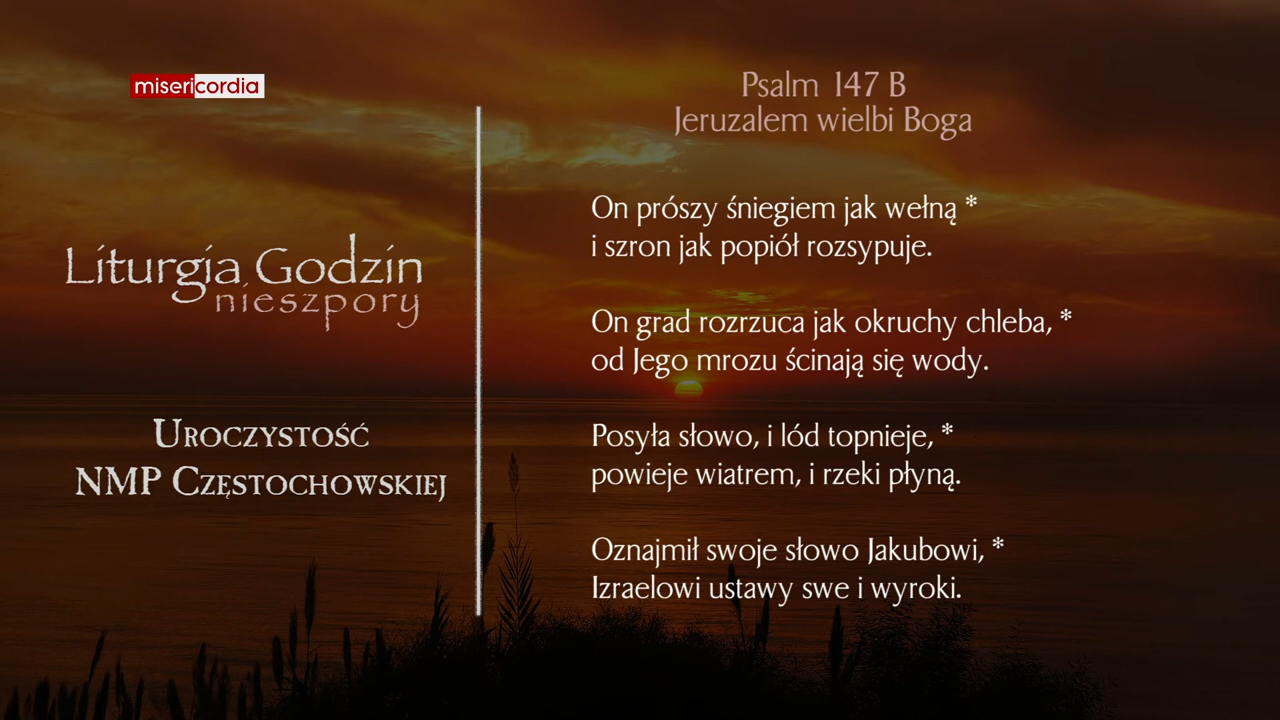 misericordia
Liturgia Godzin
nieszpory
Uroczystość
NMP Częstochowskiej
Psalm 147 B
Jeruzalem wielbi Boga
On prószy śniegiem jak wełną *
i szron jak popiół rozsypuje.
On grad rozrzuca jak okruchy chleba, *
od Jego mrozu ścinają się wody.
Posyła słowo, i lód topnieje, *
powieje wiatrem, i rzeki płyną.
Oznajmił swoje słowo Jakubowi, *
Izraelowi ustawy swe i wyroki.